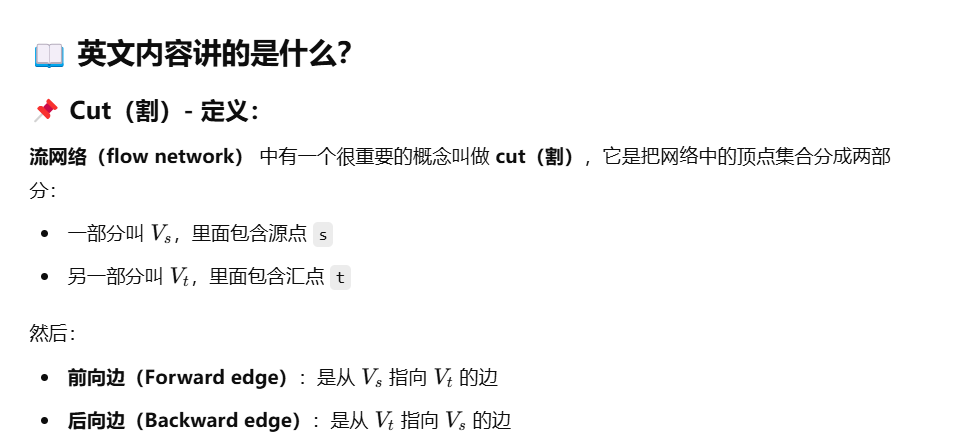 📖 英文内容讲的是什么？
📌 Cut（割）- 定义：
流网络（flow network） 中有一个很重要的概念叫做 cut（割），它是把网络中的顶点集合分成两部
分：
• 一部分叫 Vₛ，里面包含源点 s
• 另一部分叫 Vₜ，里面包含汇点 t
然后：
• 前向边（Forward edge）：是从 Vₛ 指向 Vₜ 的边
• 后向边（Backward edge）：是从 Vₜ 指向 Vₛ 的边